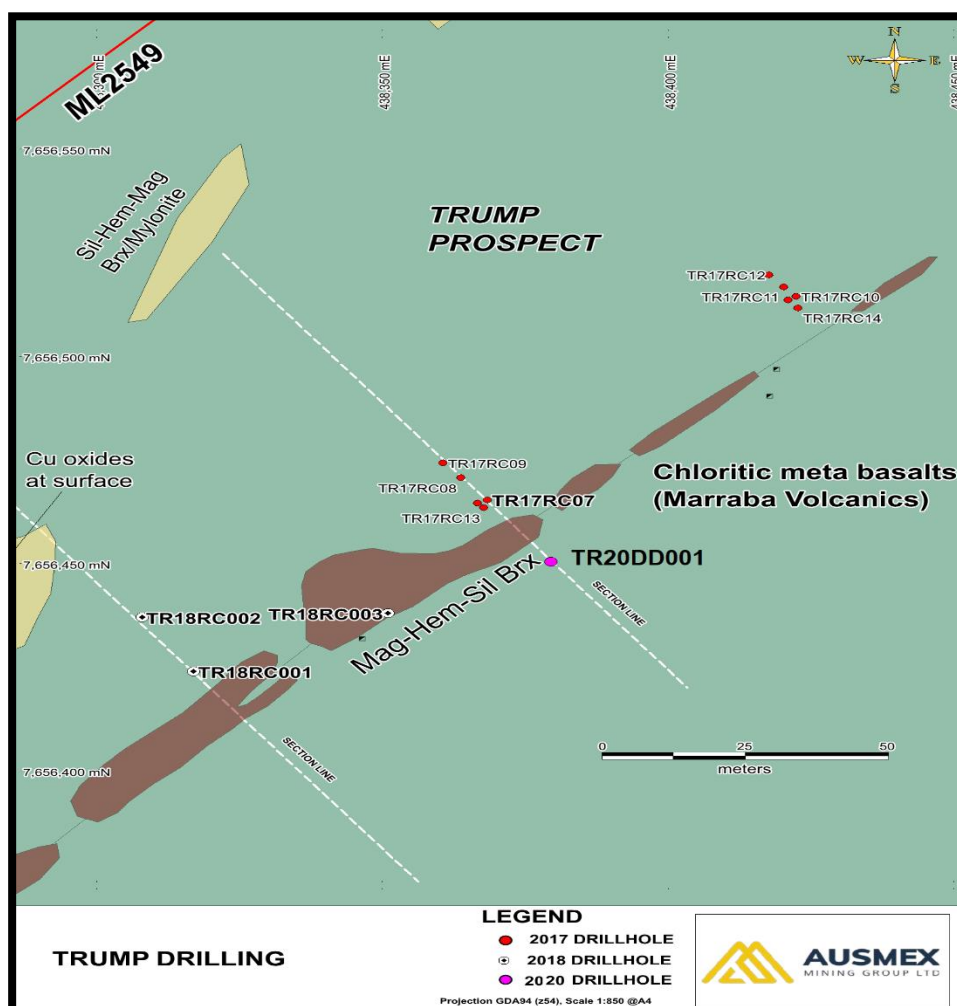 N
W E
S
ML2549
438,350 mE
438,400 mE
7,656,550 mN
Sil-Hem-Mag
Brx/Mylonite
TRUMP
PROSPECT
TR17RC12
TR17RC11
TR17RC10
TR17RC14
7,656,500 mN
Cu oxides
at surface
TR17RC09
TR17RC08
TR17RC07
TR17RC13
Chloritic meta basalts
(Marraba Volcanics)
7,656,450 mN
TR20DD001
Mag-Hem-Sil Brx
SECTION LINE
TR18RC002
TR18RC003
TR18RC001
SECTION LINE
0 25 50
meters
7,656,400 mN
TRUMP DRILLING
LEGEND
2017 DRILLHOLE
2018 DRILLHOLE
2020 DRILLHOLE
Projection GDA94 (z54), Scale 1:850 @A4
AUSMEX
MINING GROUP LTD